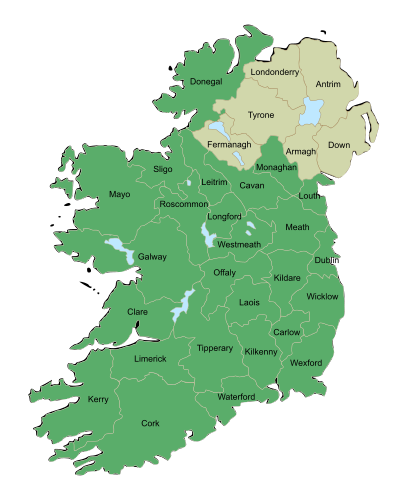 Londonderry
Donegal
Antrim
Tyrone
Fermanagh
Down
Armagh
Monaghan
Sligo
Leitrim
Cavan
Mayo
Louth
Roscommon
Longford
Meath
Westmeath
Galway
Dublin
Offaly
Kildare
Wicklow
Laois
Clare
Carlow
Tipperary
Kilkenny
Limerick
Wexford
Waterford
Kerry
Cork